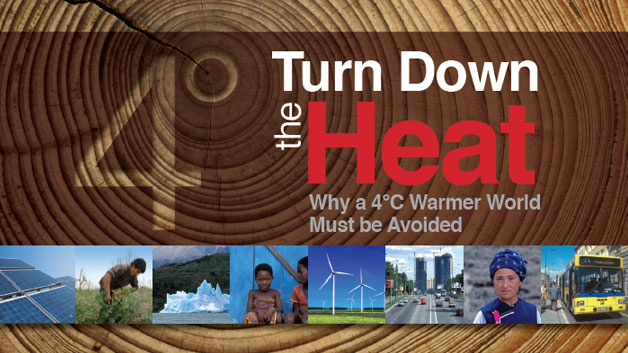 4°
Turn Down
the
Heat
Why a 4°C Warmer World
Must be Avoided